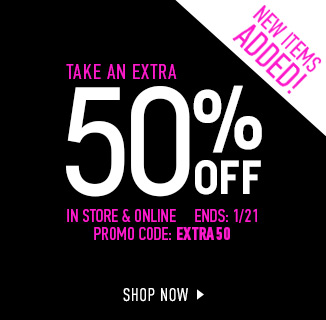 NEW ITEMS
ADDED!
TAKE AN EXTRA
50%
OFF
IN STORE & ONLINE ENDS: 1/21
PROMO CODE: EXTRA50
SHOP NOW